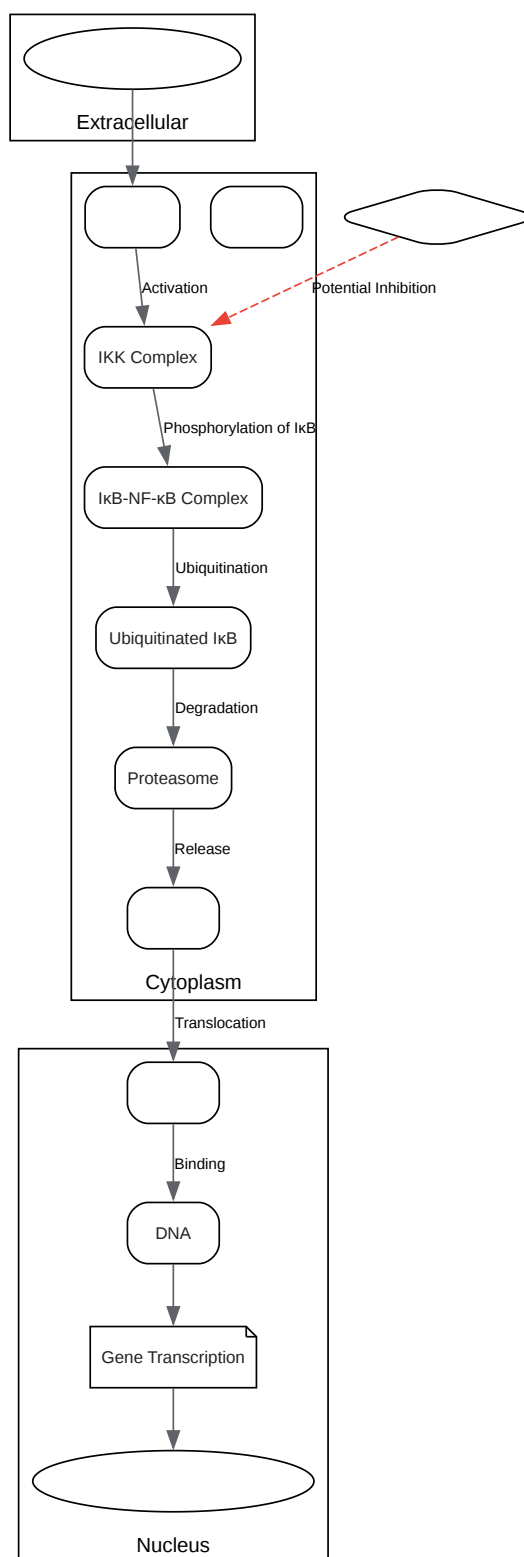 Extracellular
Activation
Potential Inhibition
IKK Complex
Phosphorylation of IκB
IκB-NF-κB Complex
Ubiquitination
Ubiquitinated IκB
Degradation
Proteasome
Release
Cytoplasm
Translocation
Binding
DNA
Gene Transcription
Nucleus